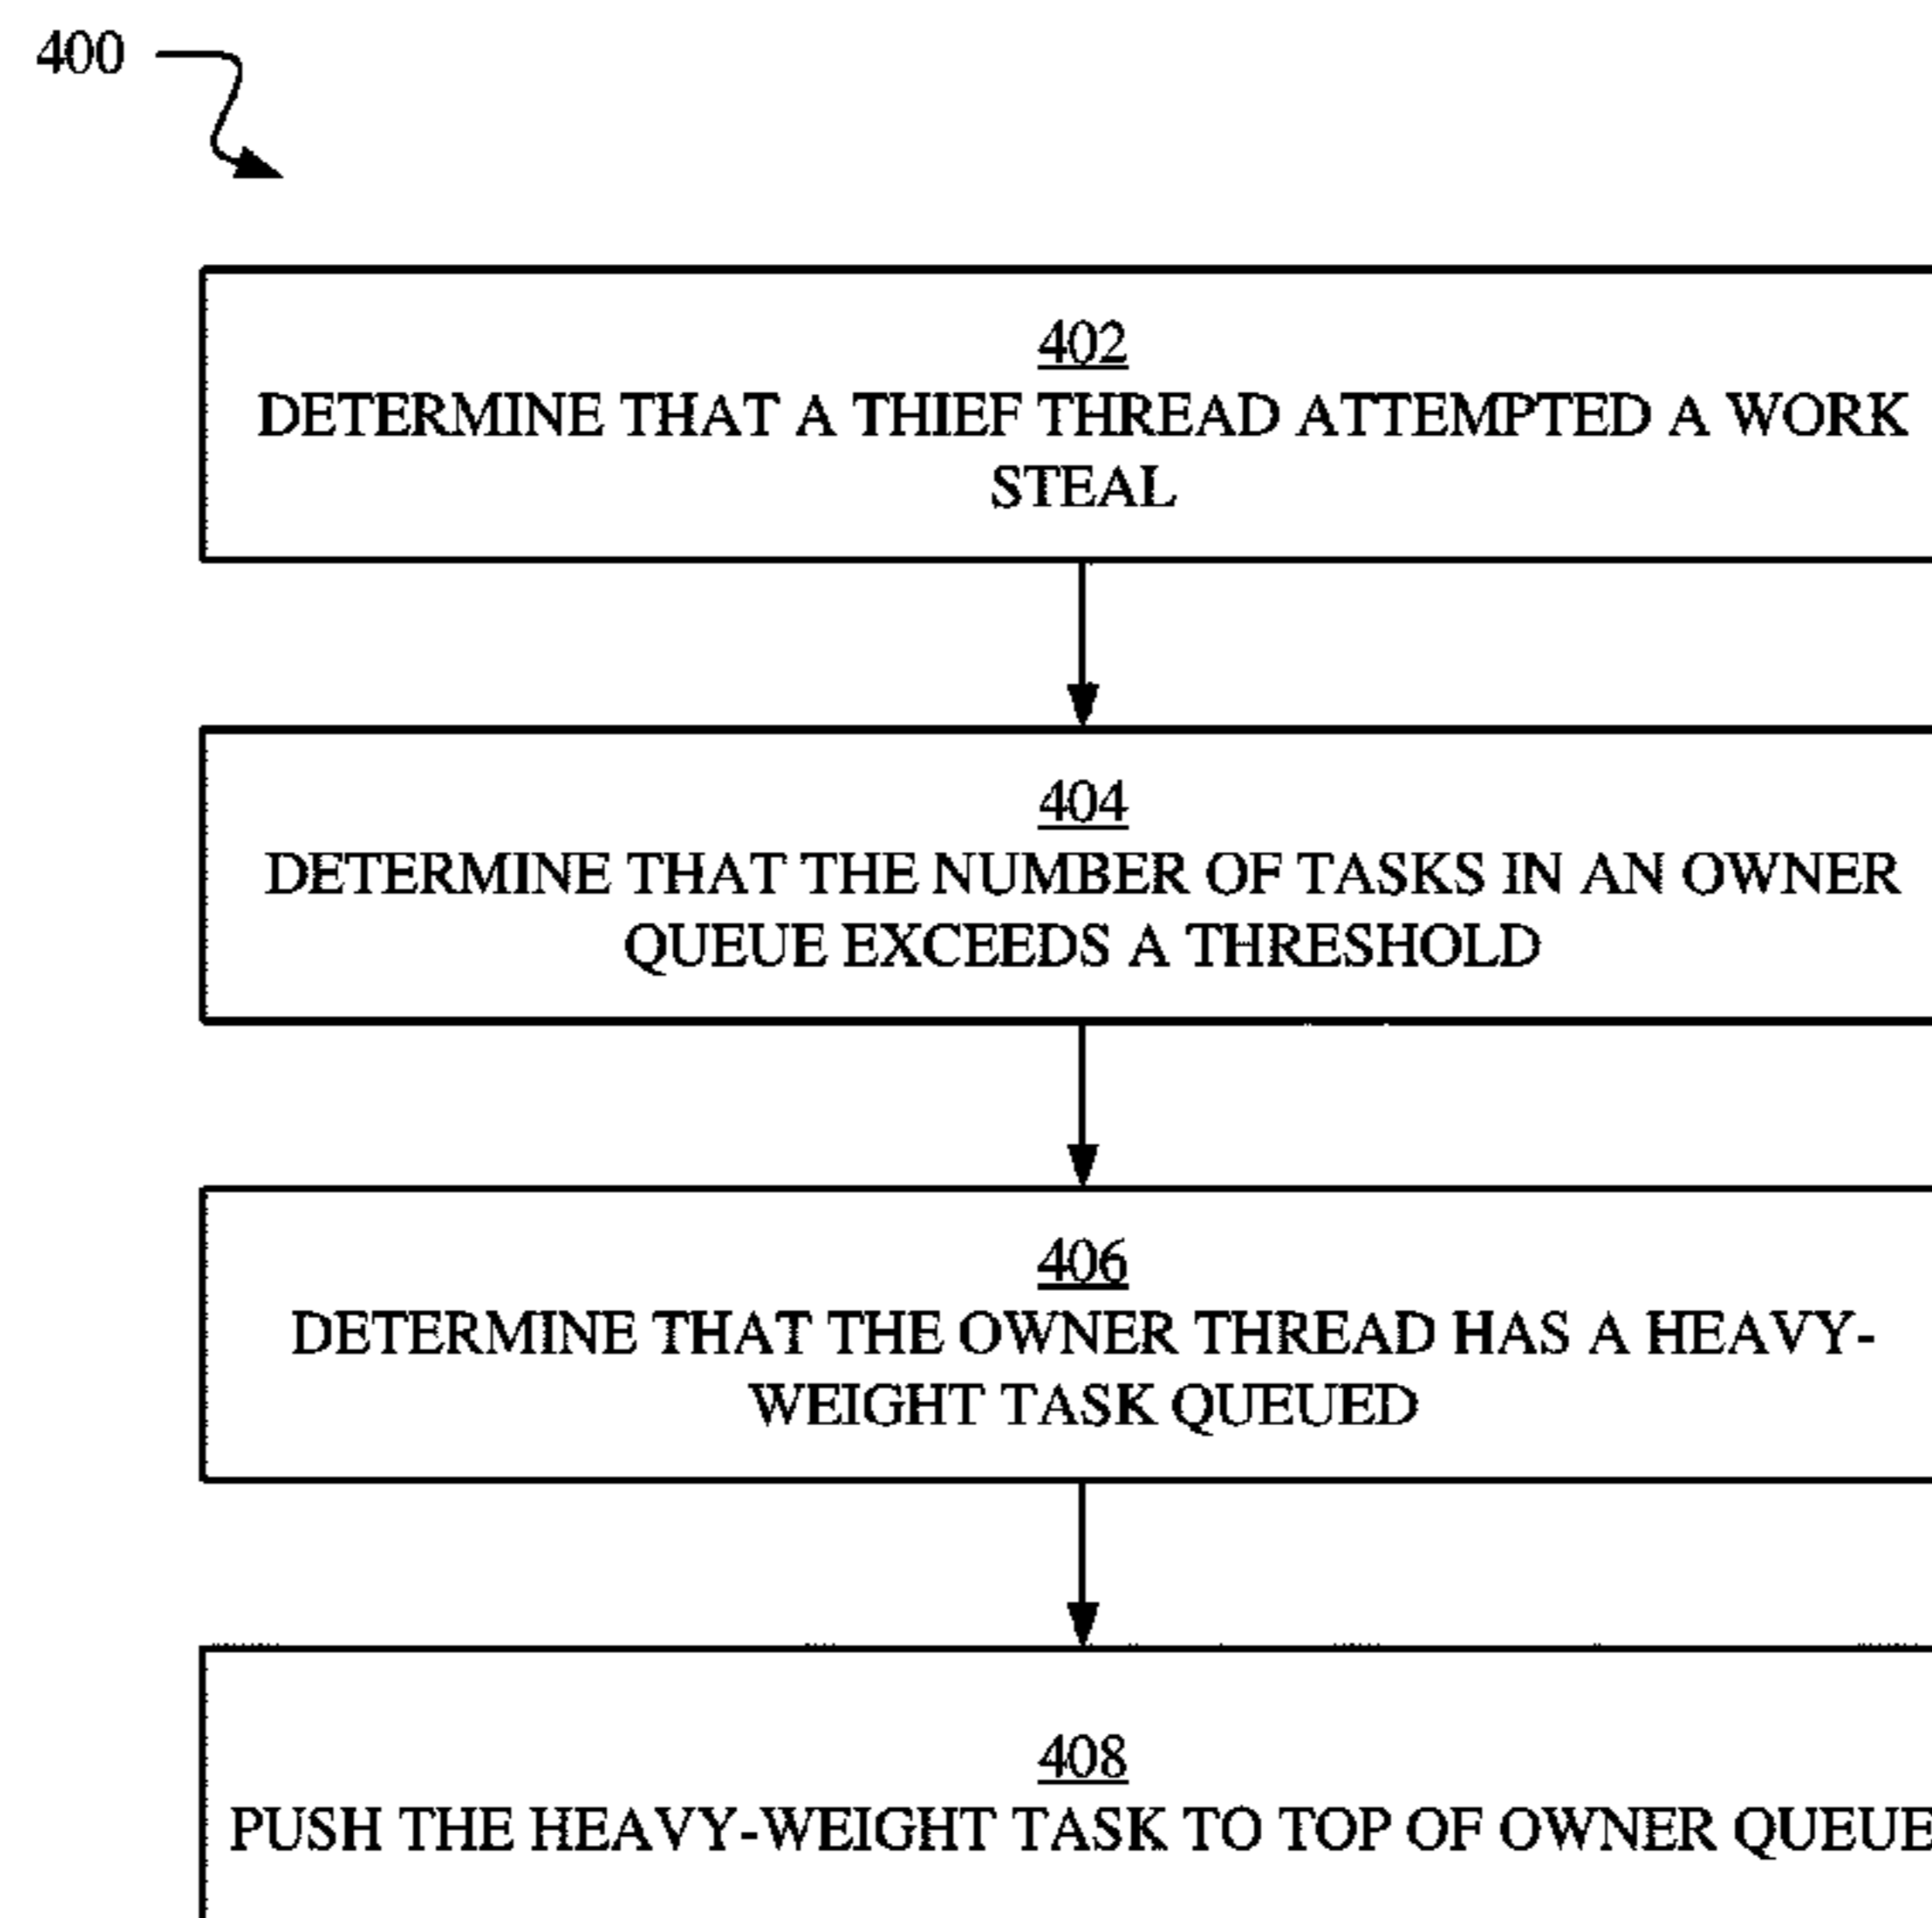 400
402
DETERMINE THAT A THIEF THREAD ATTEMPTED A WORK
STEAL
404
DETERMINE THAT THE NUMBER OF TASKS IN AN OWNER
QUEUE EXCEEDS A THRESHOLD
406
DETERMINE THAT THE OWNER THREAD HAS A HEAVY-
WEIGHT TASK QUEUED
408
PUSH THE HEAVY-WEIGHT TASK TO TOP OF OWNER QUEUE